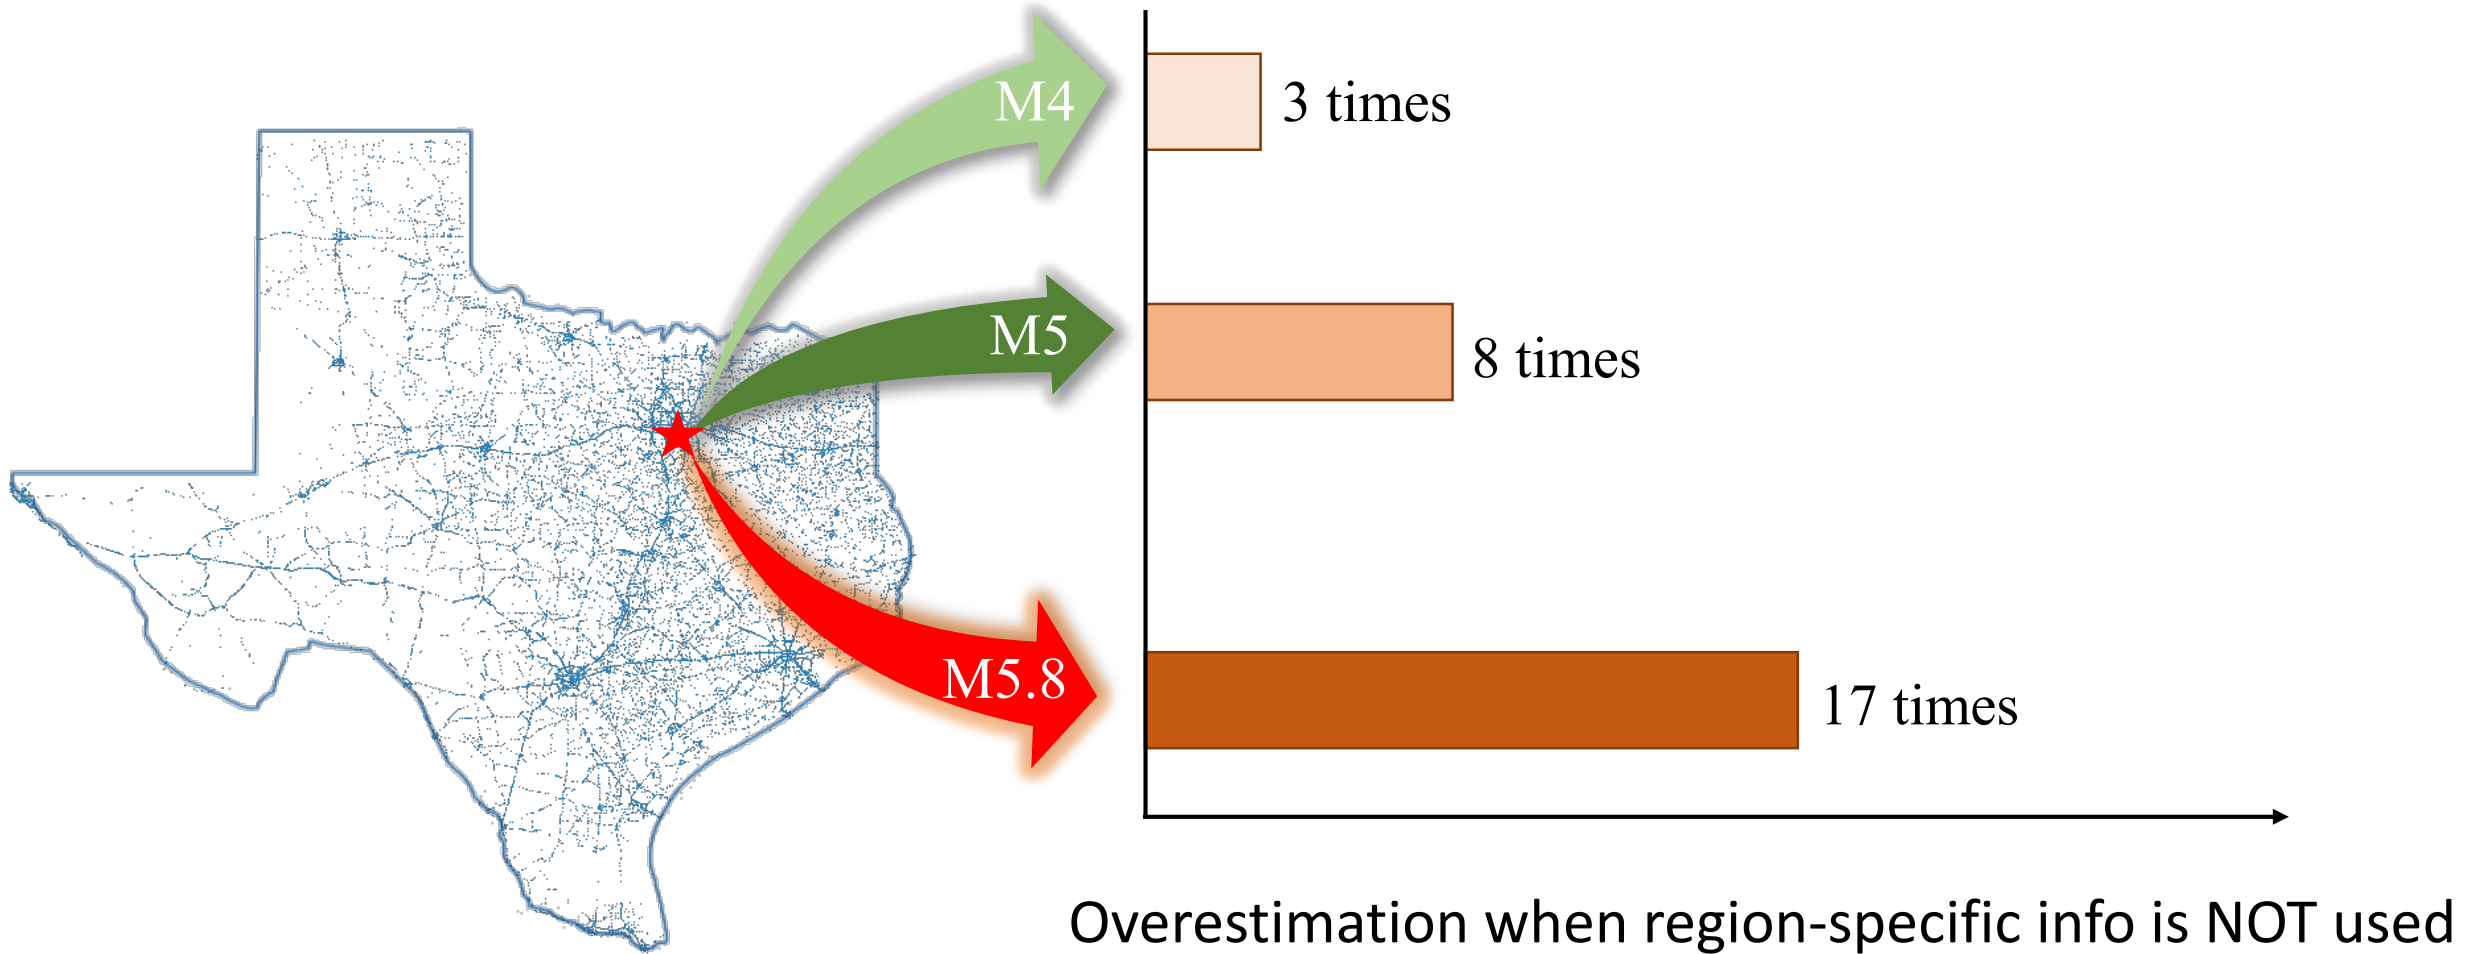 M4
3 times
M5
8 times
M5.8
17 times
Overestimation when region-specific info is NOT used